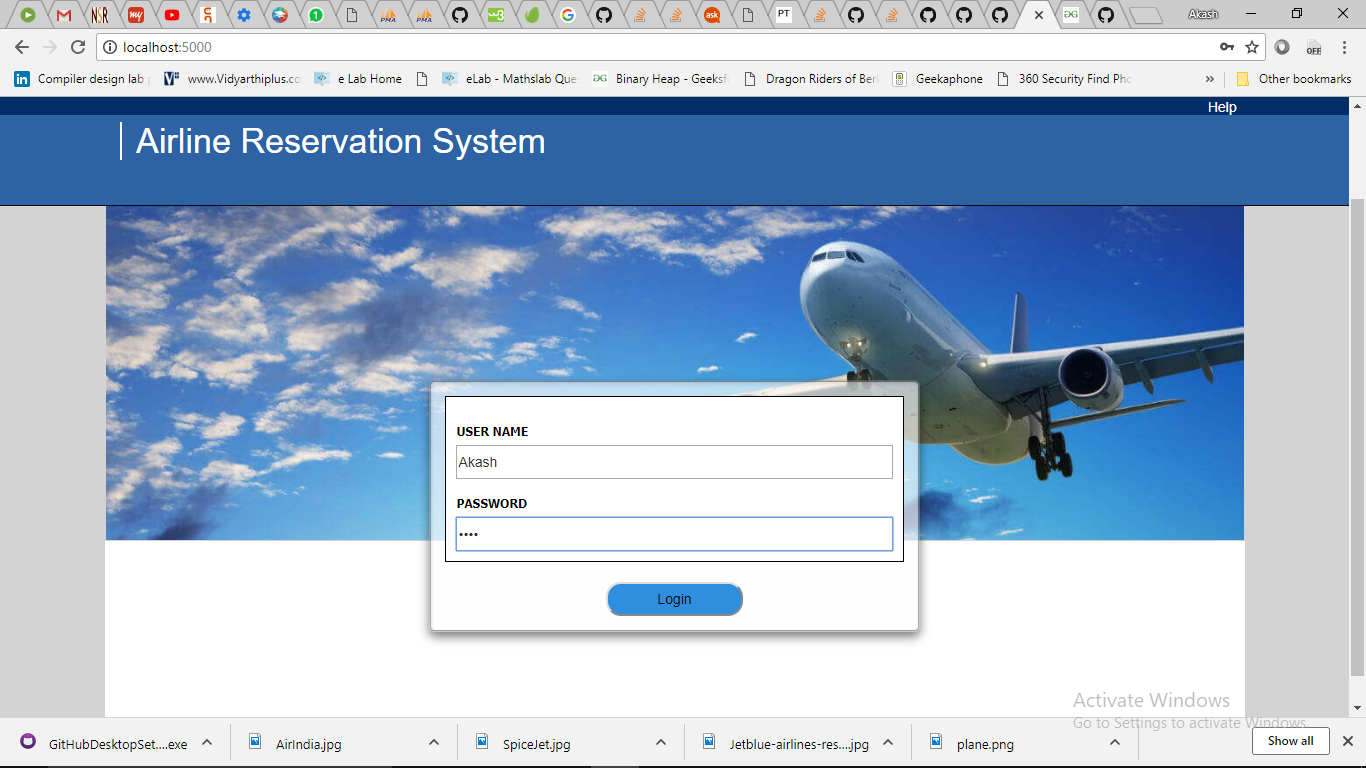 Akash
localhost:5000
OFF
Compiler design lab
www.Vidyarthiplus.co
e Lab Home
eLab - Mathslab Que
Binary Heap - Geeksf
Dragon Riders of Ber
Geekaphone
360 Security Find Pho
»
Other bookmarks
Help
Airline Reservation System
USER NAME
Akash
PASSWORD
••••
Login
Activate Windows
Go to Settings to activate Windows.
GitHubDesktopSet....exe
AirIndia.jpg
SpiceJet.jpg
Jetblue-airlines-res....jpg
plane.png
Show all